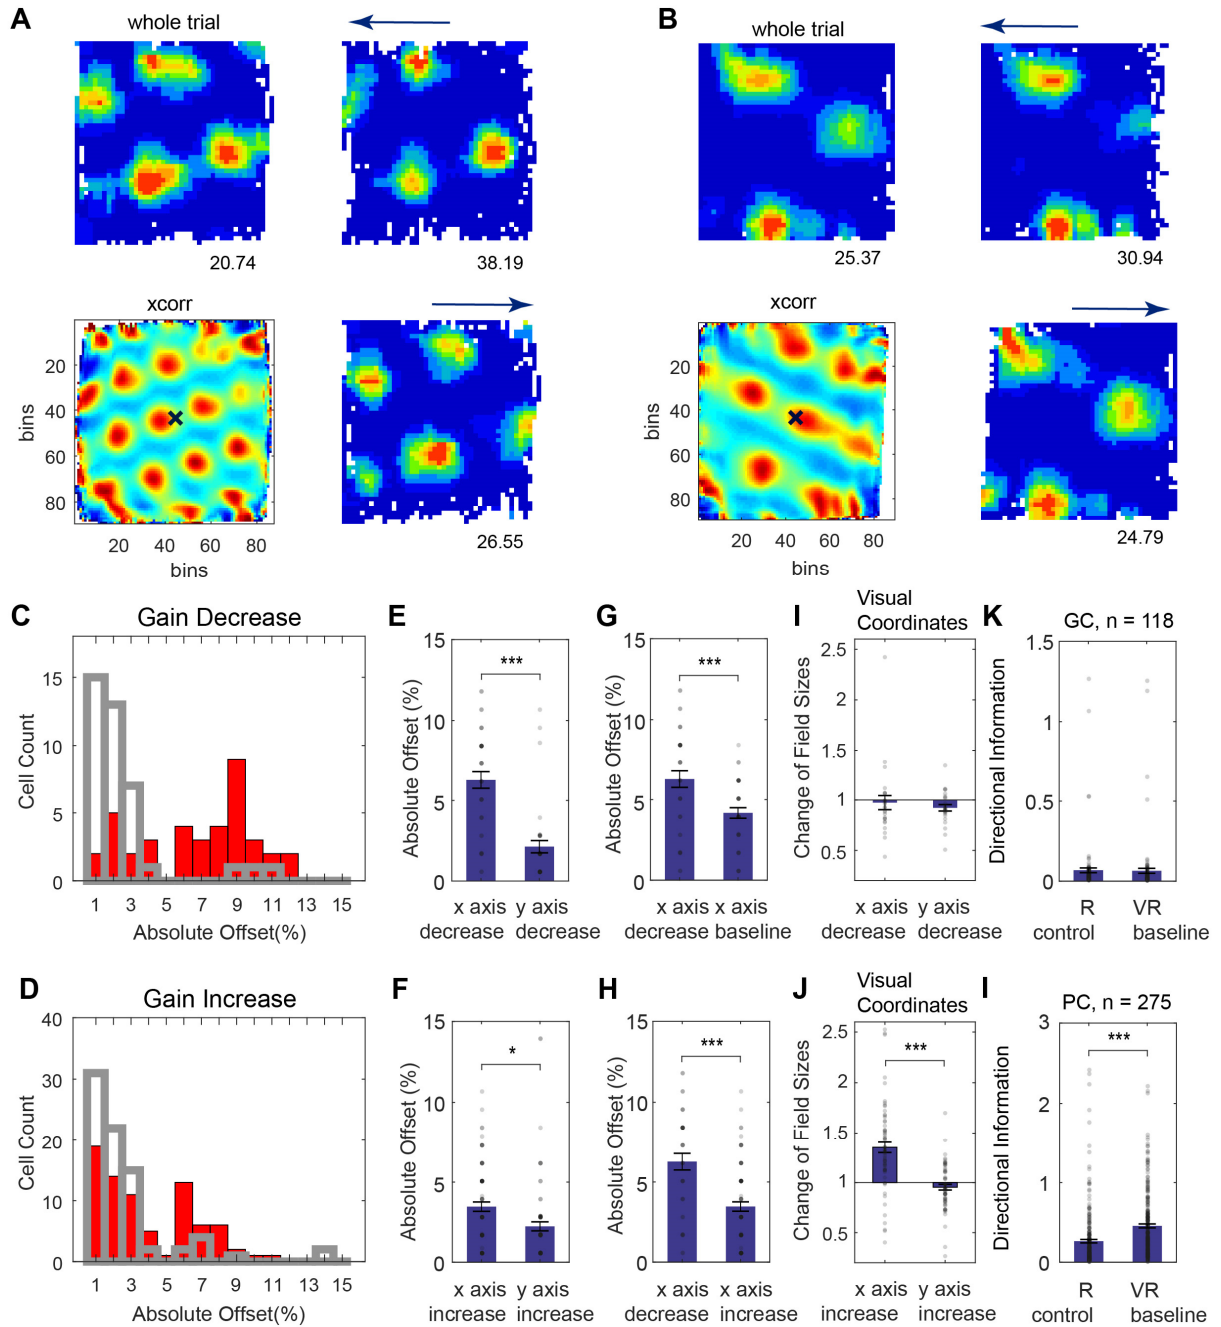 A
whole trial
20.74
38.19
xcorr
20
40
60
80
bins
20 40 60 80
bins
26.55
B
whole trial
25.37
30.94
xcorr
20
40
60
80
bins
20 40 60 80
bins
24.79
C
Gain Decrease
15
10
5
0
Cell Count
1 3 5 7 9 11 13 15
Absolute Offset(%)
E
15
10
5
0
Absolute Offset (%)
***
x axis y axis
decrease decrease
G
15
10
5
0
Absolute Offset (%)
***
x axis x axis
decrease baseline
I
Visual
Coordinates
2.5
2
1.5
1
0.5
Change of Field Sizes
x axis y axis
decrease decrease
K
GC, n = 118
1.5
1
0.5
0
Directional Information
R VR
control baseline
D
Gain Increase
40
30
20
10
0
Cell Count
1 3 5 7 9 11 13 15
Absolute Offset(%)
F
15
10
5
0
Absolute Offset (%)
*
x axis y axis
increase increase
H
15
10
5
0
Absolute Offset (%)
***
x axis x axis
decrease increase
J
Visual
Coordinates
2.5
2
1.5
1
0.5
Change of Field Sizes
***
x axis y axis
increase increase
I
PC, n = 275
3
2
1
0
Directional Information
***
R VR
control baseline